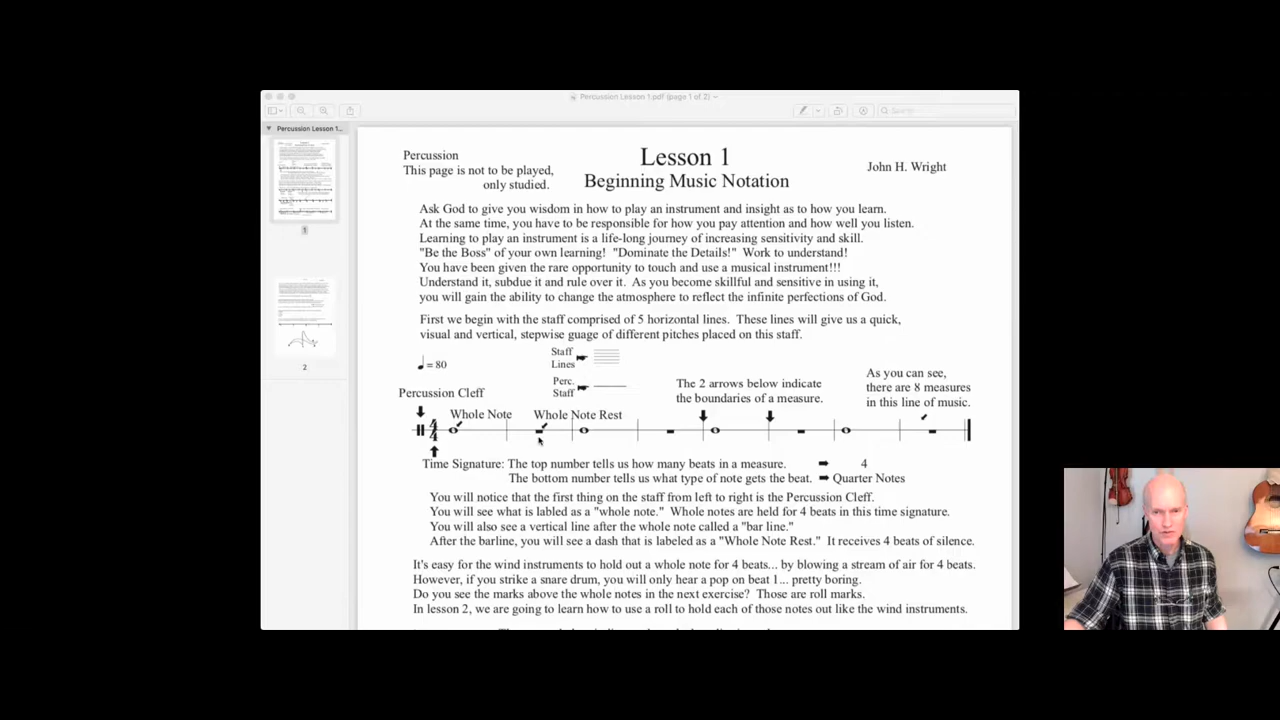 Percussion Lesson 1.pdf (page 1 of 2)
Search
Percussion Lesson 1...
1
2
Percussion
This page is not to be played,
only studied.
Lesson 1
Beginning Music Notation
John H. Wright
Ask God to give you wisdom in how to play an instrument and insight as to how you learn.
At the same time, you have to be responsible for how you pay attention and how well you listen.
Learning to play an instrument is a life-long journey of increasing sensitivity and skill.
"Be the Boss" of your own learning! "Dominate the Details!" Work to understand!
You have been given the rare opportunity to touch and use a musical instrument!!!
Understand it, subdue it and rule over it. As you become skillful and sensitive in using it,
you will gain the ability to change the atmosphere to reflect the infinite perfections of God.
First we begin with the staff comprised of 5 horizontal lines. These lines will give us a quick,
visual and vertical, stepwise guage of different pitches placed on this staff.
= 80
Staff
Lines
Perc.
Staff
The 2 arrows below indicate
the boundaries of a measure.
As you can see,
there are 8 measures
in this line of music.
Percussion Cleff
Whole Note
Whole Note Rest
4
4
Time Signature: The top number tells us how many beats in a measure. 4
The bottom number tells us what type of note gets the beat. Quarter Notes
You will notice that the first thing on the staff from left to right is the Percussion Cleff.
You will see what is labled as a "whole note." Whole notes are held for 4 beats in this time signature.
You will also see a vertical line after the whole note called a "bar line."
After the barline, you will see a dash that is labeled as a "Whole Note Rest." It receives 4 beats of silence.
It's easy for the wind instruments to hold out a whole note for 4 beats... by blowing a stream of air for 4 beats.
However, if you strike a snare drum, you will only hear a pop on beat 1... pretty boring.
Do you see the marks above the whole notes in the next exercise? Those are roll marks.
In lesson 2, we are going to learn how to use a roll to hold each of those notes out like the wind instruments.